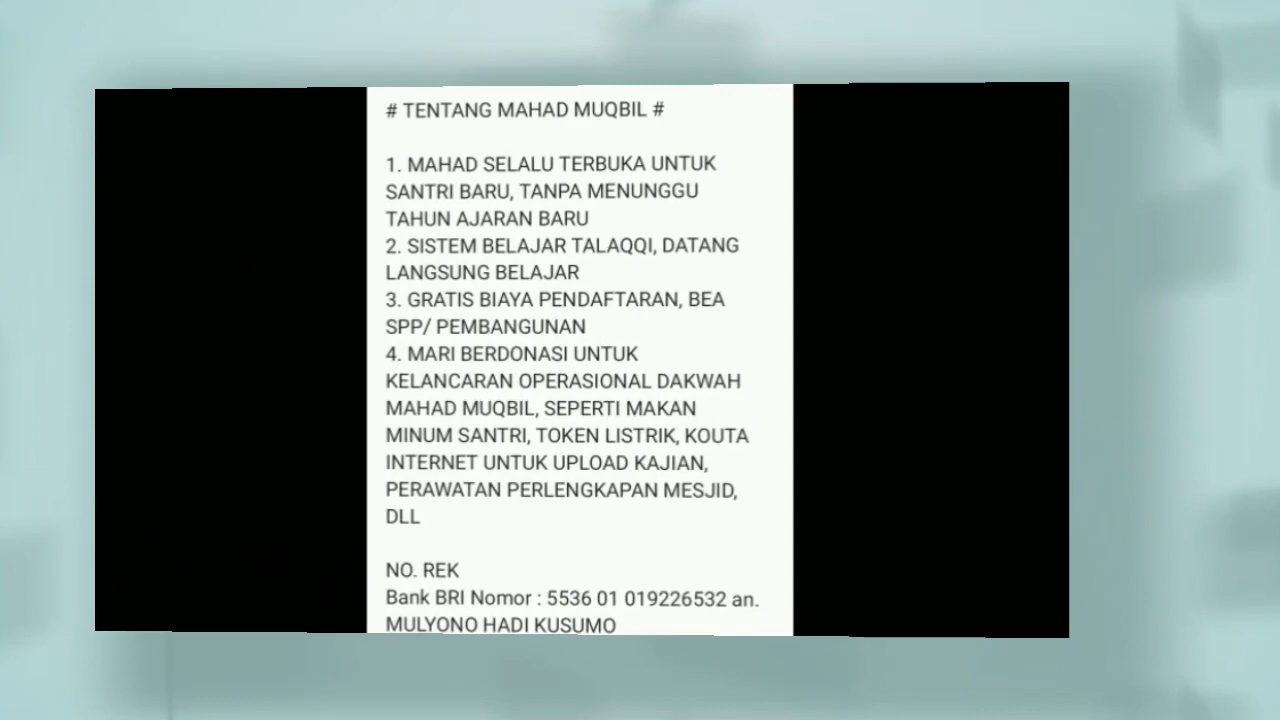 # TENTANG MAHAD MUQBIL #
1. MAHAD SELALU TERBUKA UNTUK
SANTRI BARU, TANPA MENUNGGU
TAHUN AJARAN BARU
2. SISTEM BELAJAR TALAQQI, DATANG
LANGSUNG BELAJAR
3. GRATIS BIAYA PENDAFTARAN, BEA
SPP/ PEMBANGUNAN
4. MARI BERDONASI UNTUK
KELANCARAN OPERASIONAL DAKWAH
MAHAD MUQBIL, SEPERTI MAKAN
MINUM SANTRI, TOKEN LISTRIK, KOUTA
INTERNET UNTUK UPLOAD KAJIAN,
PERAWATAN PERLENGKAPAN MESJID,
DLL
NO. REK
Bank BRI Nomor : 5536 01 019226532 an.
MULYONO HADI KUSUMO